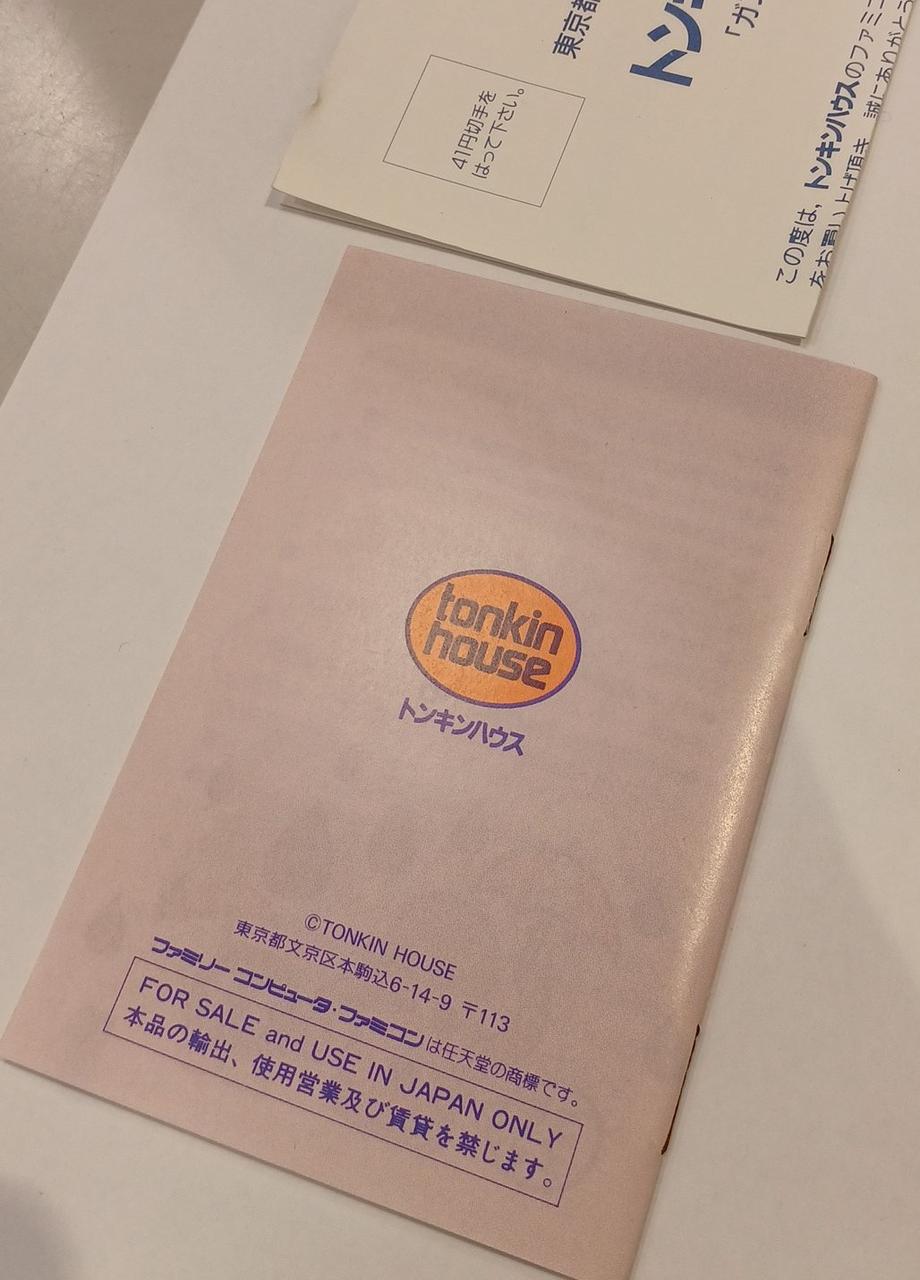 41円切手を
はって下さい。
東京都
トン
「ガ
この度は，トンキンハウスのファミコ
をお買い上げ頂き 誠にありがとう
tonkin
house
トンキンハウス
©TONKIN HOUSE
東京都文京区本駒込6-14-9 〒113
ファミリー コンピュータ・ファミコンは任天堂の商標です。
FOR SALE and USE IN JAPAN ONLY
本品の輸出、使用営業及び賃貸を禁じます。